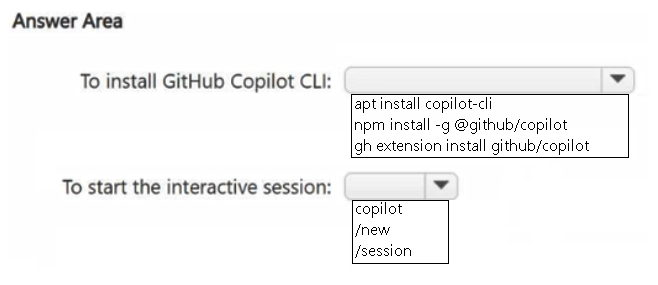 Answer Area
To install GitHub Copilot CLI:
apt install copilot-cli
npm install -g @github/copilot
gh extension install github/copilot
To start the interactive session:
copilot
/new
/session